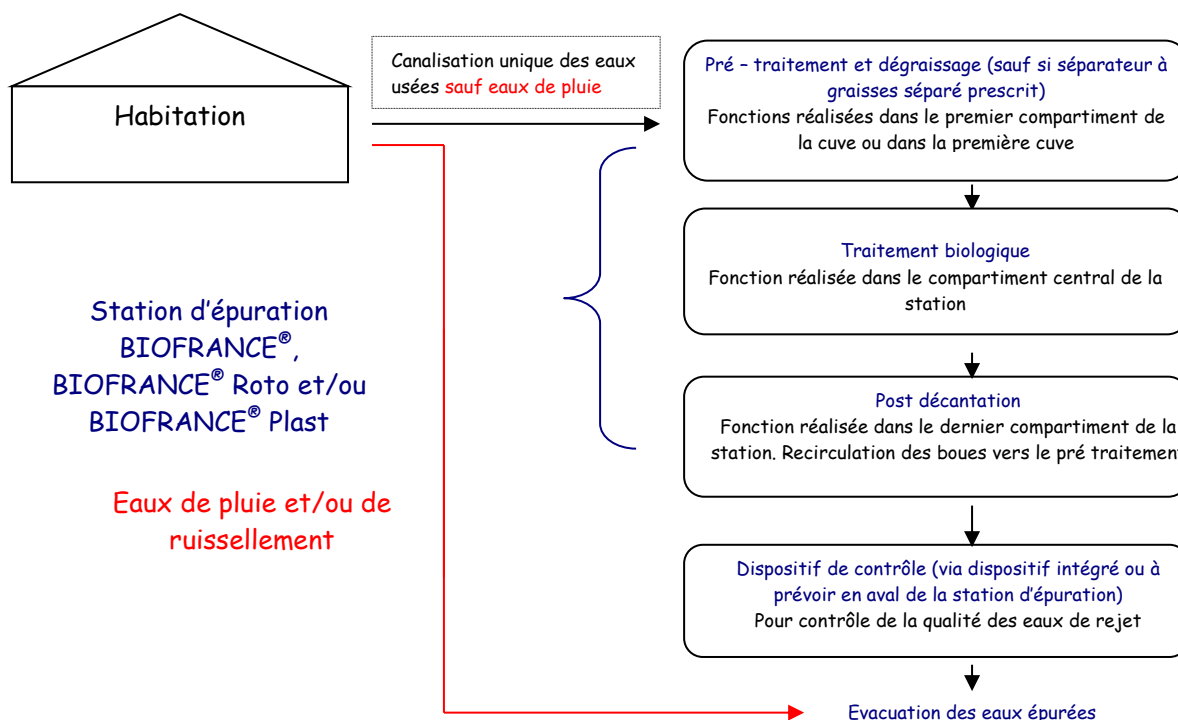 Habitation
Canalisation unique des eaux
usées sauf eaux de pluie
Pré – traitement et dégraissage (sauf si séparateur à
graisses séparé prescrit)
Fonctions réalisées dans le premier compartiment de
la cuve ou dans la première cuve
Traitement biologique
Fonction réalisée dans le compartiment central de la
station
Station d’épuration
BIOFRANCE®,
BIOFRANCE® Roto et/ou
BIOFRANCE® Plast
Post décantation
Fonction réalisée dans le dernier compartiment de la
station. Recirculation des boues vers le pré traitement
Eaux de pluie et/ou de
ruissellement
Dispositif de contrôle (via dispositif intégré ou à
prévoir en aval de la station d’épuration)
Pour contrôle de la qualité des eaux de rejet
Evacuation des eaux épurées